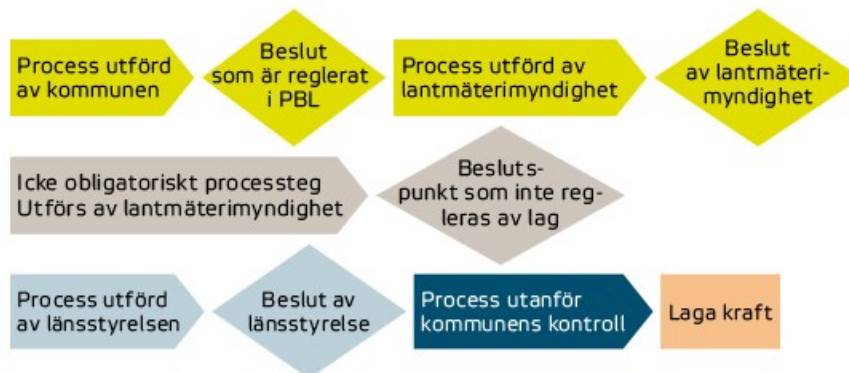 Process utförd
av kommunen
Beslut
som är reglerat
i PBL
Process utförd av
lantmäterimyndighet
Beslut
av lantmäteri-
myndighet
Icke obligatoriskt processteg
Utförs av lantmäterimyndighet
Besluts-
punkt som inte reg-
leras av lag
Process utförd
av länsstyrelsen
Beslut av
länsstyrelse
Process utanför
kommunens kontroll
Laga kraft